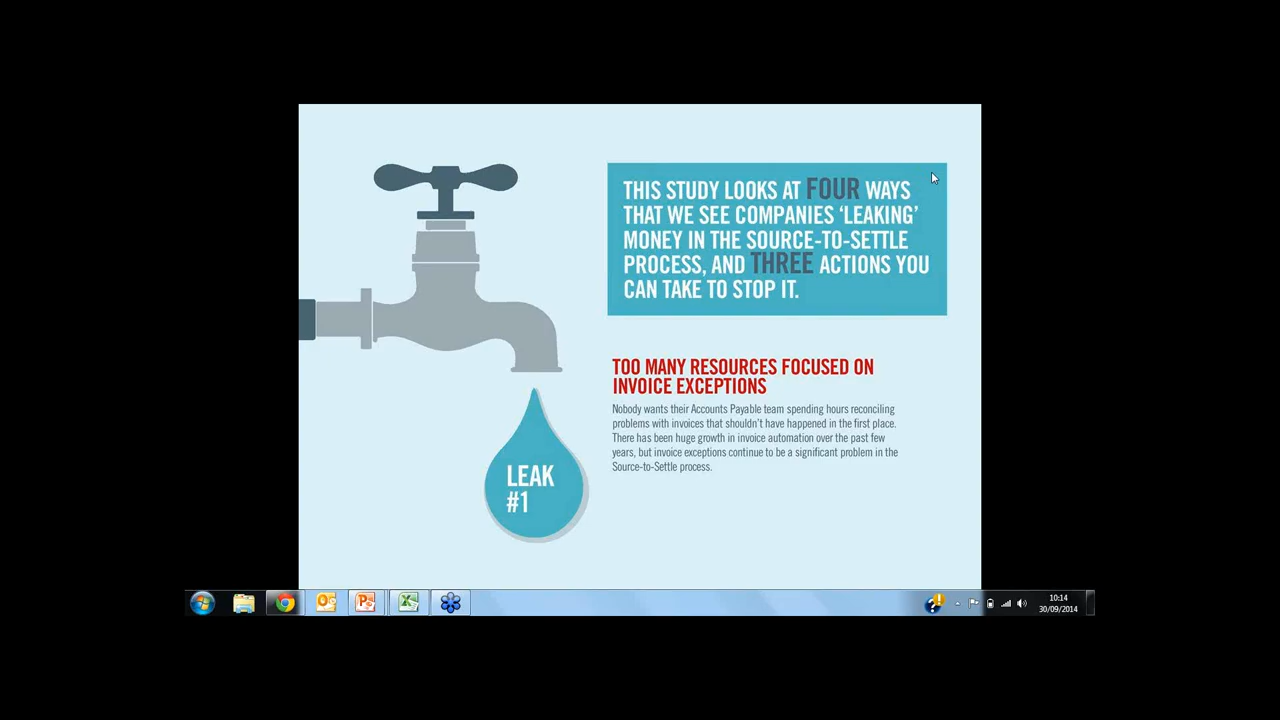 THIS STUDY LOOKS AT FOUR WAYS
THAT WE SEE COMPANIES ‘LEAKING’
MONEY IN THE SOURCE-TO-SETTLE
PROCESS, AND THREE ACTIONS YOU
CAN TAKE TO STOP IT.
TOO MANY RESOURCES FOCUSED ON
INVOICE EXCEPTIONS
Nobody wants their Accounts Payable team spending hours reconciling
problems with invoices that shouldn’t have happened in the first place.
There has been huge growth in invoice automation over the past few
years, but invoice exceptions continue to be a significant problem in the
Source-to-Settle process.
LEAK
#1
10:14
30/09/2014